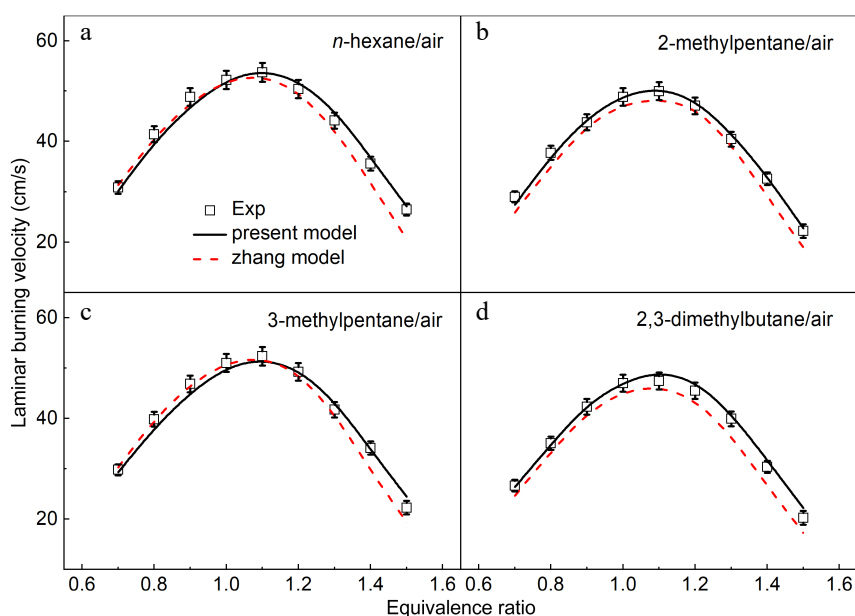 a
n-hexane/air
b
2-methylpentane/air
60
40
20
Exp
present model
zhang model
c
3-methylpentane/air
d
2,3-dimethylbutane/air
60
40
20
Laminar burning velocity (cm/s)
0.6 0.8 1.0 1.2 1.4 1.6 0.6 0.8 1.0 1.2 1.4 1.6
Equivalence ratio